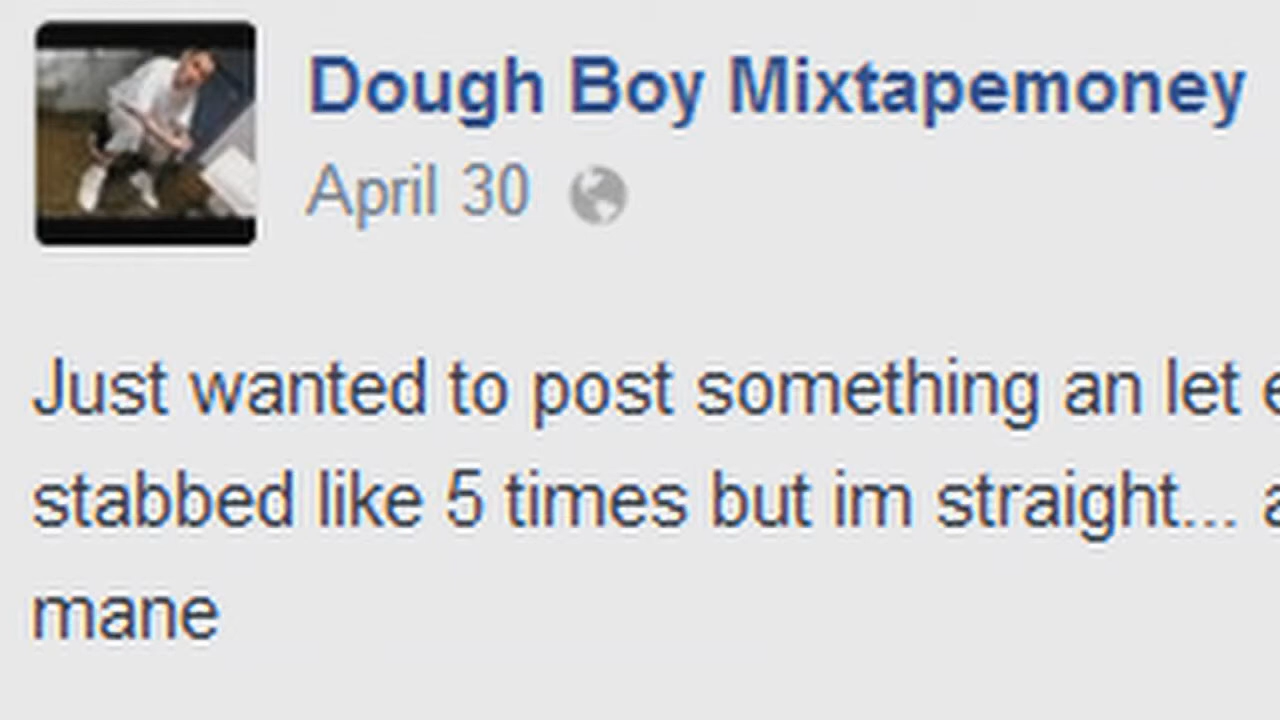 Dough Boy Mixtapemoney
April 30
Just wanted to post something an let
stabbed like 5 times but im straight...
mane